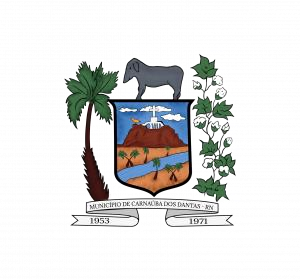 MUNICÍPIO DE CARNAÚBA DOS DANTAS - RN
1953 1971